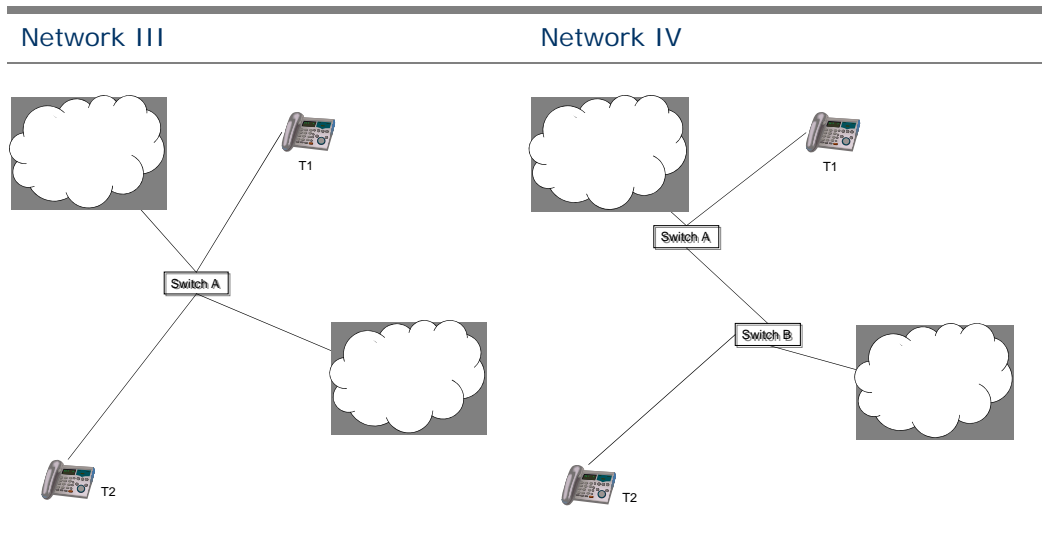 Network III
Network IV
T1
T1
Switch A
Switch A
Switch B
T2
T2